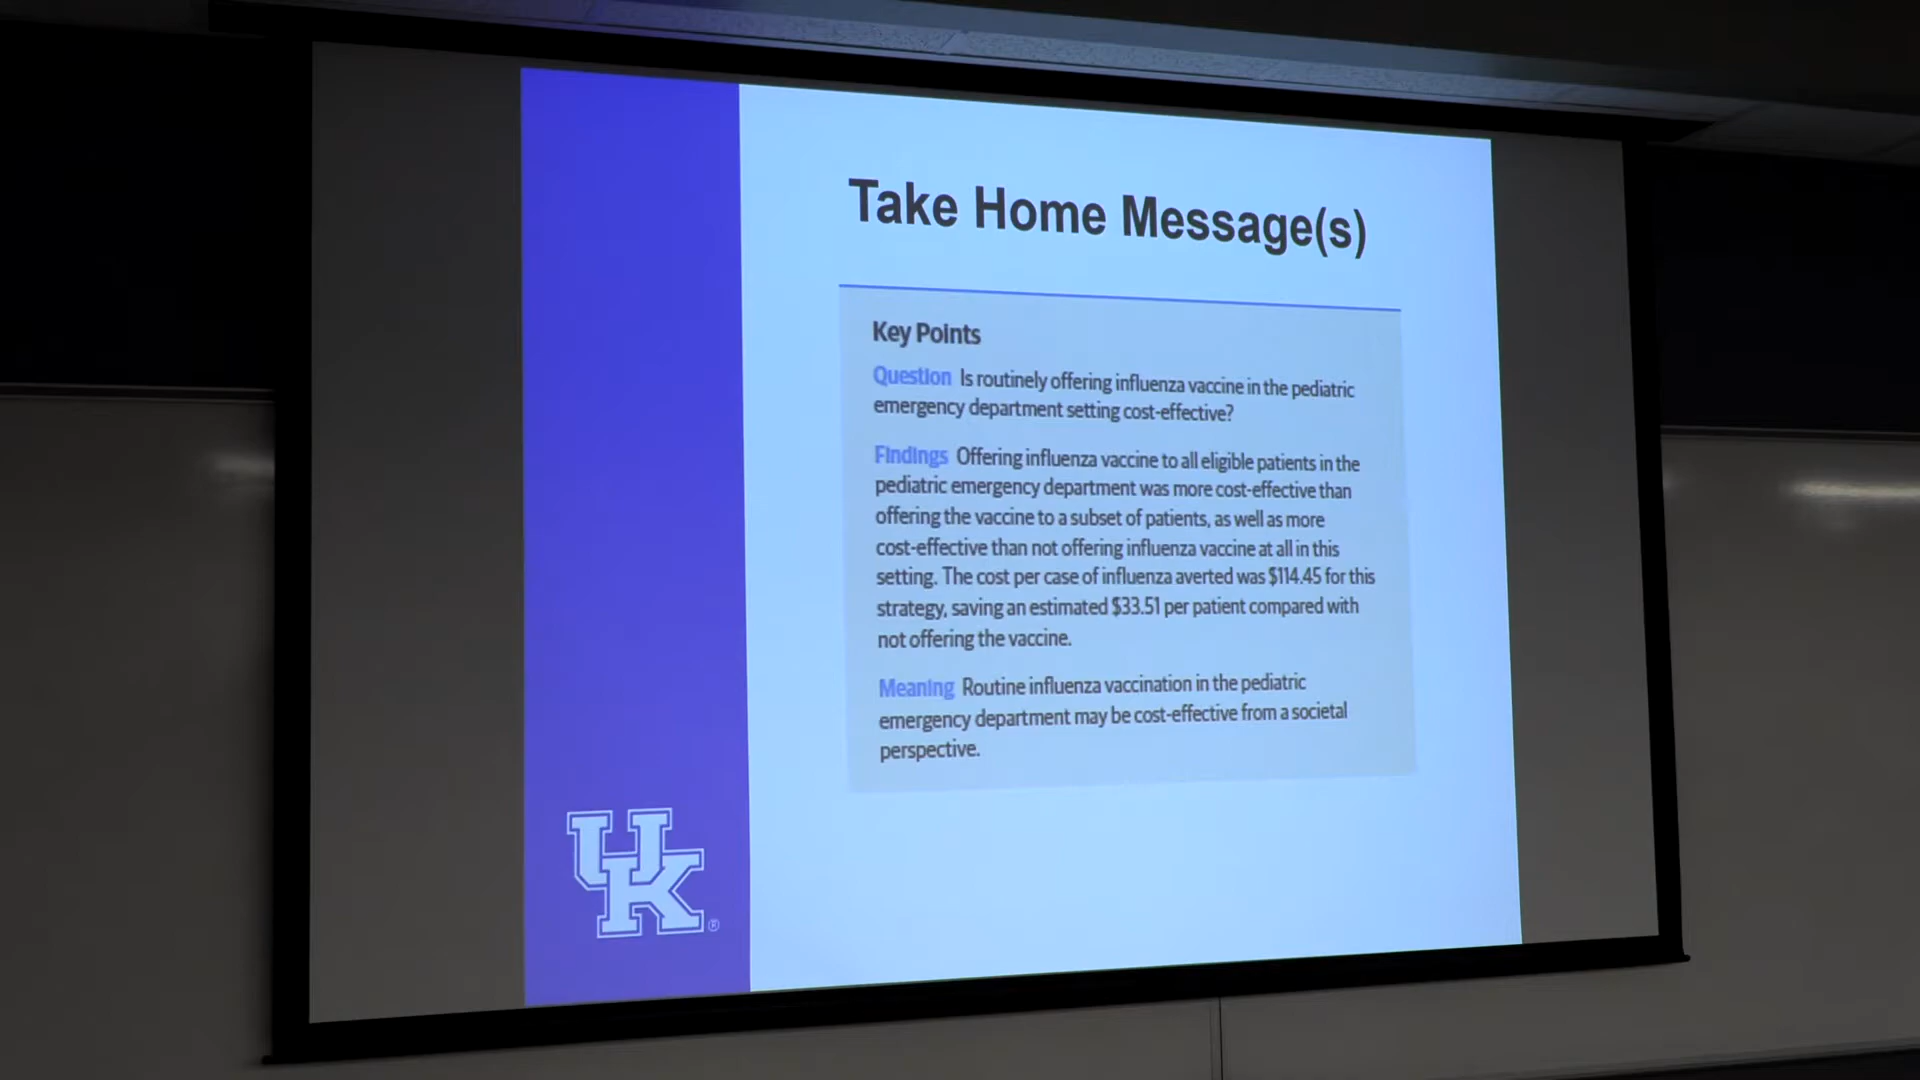 Take Home Message(s)
Key Points
Question Is routinely offering influenza vaccine in the pediatric
emergency department setting cost-effective?
Findings Offering influenza vaccine to all eligible patients in the
pediatric emergency department was more cost-effective than
offering the vaccine to a subset of patients, as well as more
cost-effective than not offering influenza vaccine at all in this
setting. The cost per case of influenza averted was $114.45 for this
strategy, saving an estimated $33.51 per patient compared with
not offering the vaccine.
Meaning Routine influenza vaccination in the pediatric
emergency department may be cost-effective from a societal
perspective.
UK®